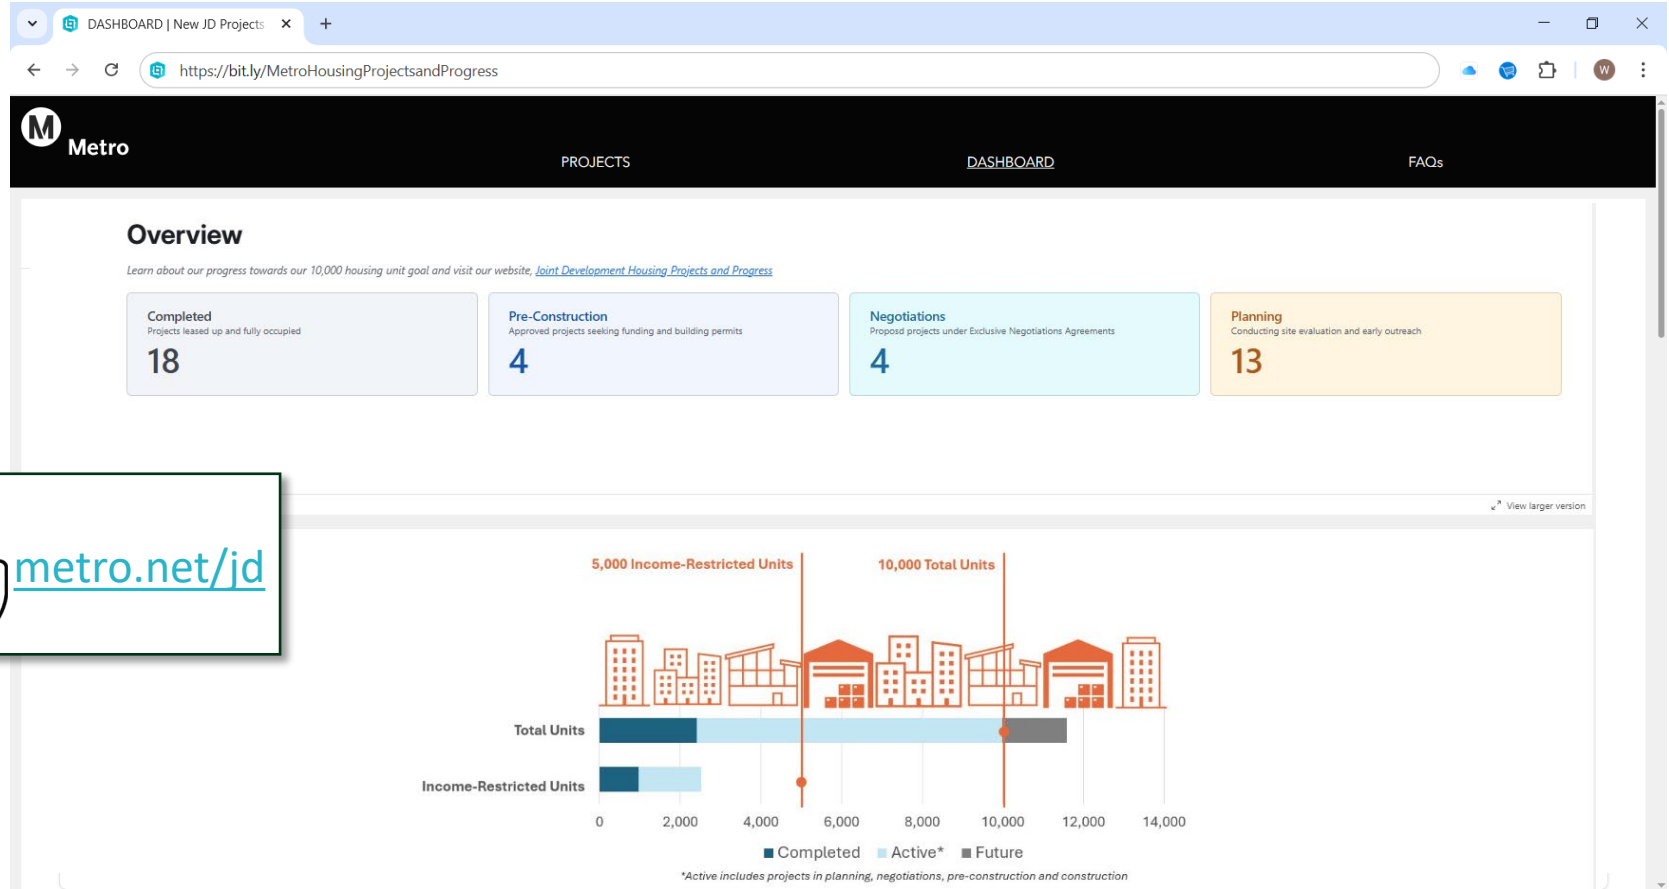 DASHBOARD | New JD Projects
https://bit.ly/MetroHousingProjectsandProgress
W
M
Metro
PROJECTS
DASHBOARD
FAQs
Overview
Learn about our progress towards our 10,000 housing unit goal and visit our website, Joint Development Housing Projects and Progress
Completed
Projects leased up and fully occupied
18
Pre-Construction
Approved projects seeking funding and building permits
4
Negotiations
Proposd projects under Exclusive Negotiations Agreements
4
Planning
Conducting site evaluation and early outreach
13
View larger version
metro.net/jd
5,000 Income-Restricted Units
10,000 Total Units
Total Units
Income-Restricted Units
0 2,000 4,000 6,000 8,000 10,000 12,000 14,000
Completed Active* Future
*Active includes projects in planning, negotiations, pre-construction and construction